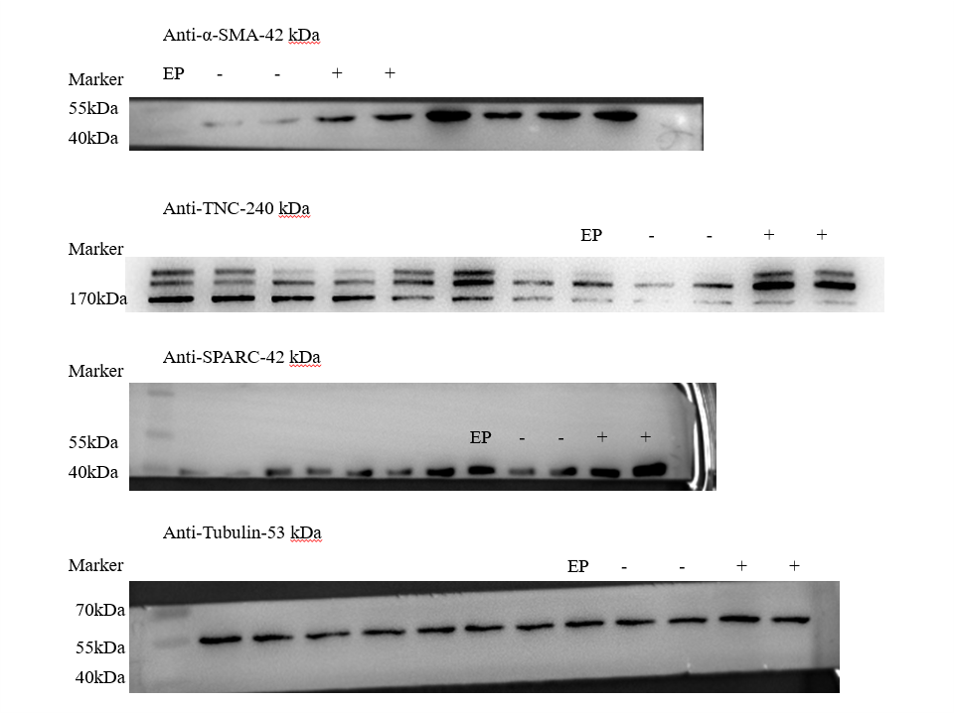 Anti-α-SMA-42 kDa
Marker EP - - + +
55kDa
40kDa
Anti-TNC-240 kDa
Marker EP - - + +
170kDa
Anti-SPARC-42 kDa
Marker
EP - - + +
55kDa
40kDa
Anti-Tubulin-53 kDa
Marker EP - - + +
70kDa
55kDa
40kDa